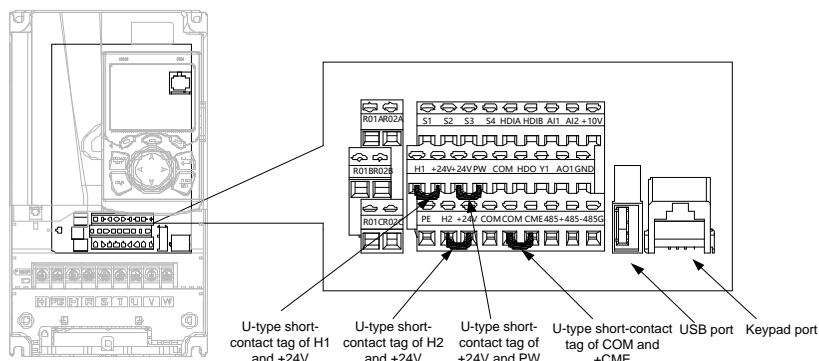 R01A R02A
S1 S2 S3 S4 HDIA HDIB AI1 AI2 +10V
R01B R02B
H1 +24V +24V PW COM HDO Y1 AO1 GND
R01C R02C
PE H2 +24V COM COM CME 485+ 485- 485G
R S T U V W
U-type short-
contact tag of H1
and +24V
U-type short-
contact tag of H2
and +24V
U-type short-
contact tag of
+24V and PW
U-type short-contact
tag of COM and
+CME
USB port
Keypad port